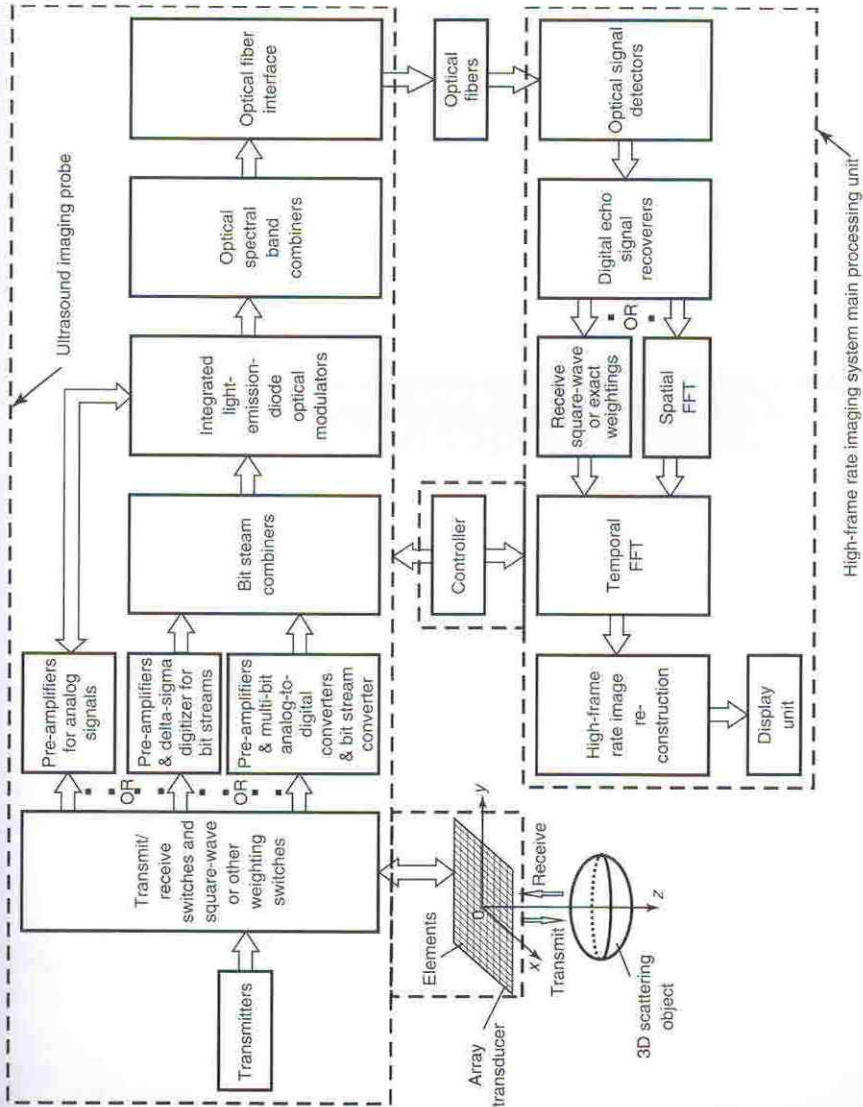 Ultrasound imaging probe
Transmitters
Transmit/
receive
switches and
square-wave
or other
weighting
switches
OR
OR
Pre-amplifiers
for analog
signals
Pre-amplifiers
& delta-sigma
digitizer for
bit streams
Pre-amplifiers
& multi-bit
analog-to-
digital
converters
& bit stream
converter
Bit steam
combiners
Integrated
light-
emission-
diode
optical
modulators
Optical
spectral
band
combiners
Optical fiber
interface
Optical
fibers
Controller
Array
transducer
Elements
0
x
y
z
Transmit
Receive
3D scattering
object
Optical signal
detectors
Digital echo
signal
recoverers
OR
Receive
square-wave
or exact
weightings
Spatial
FFT
Temporal
FFT
High-frame
rate image
re-
construction
Display
unit
High-frame rate imaging system main processing unit